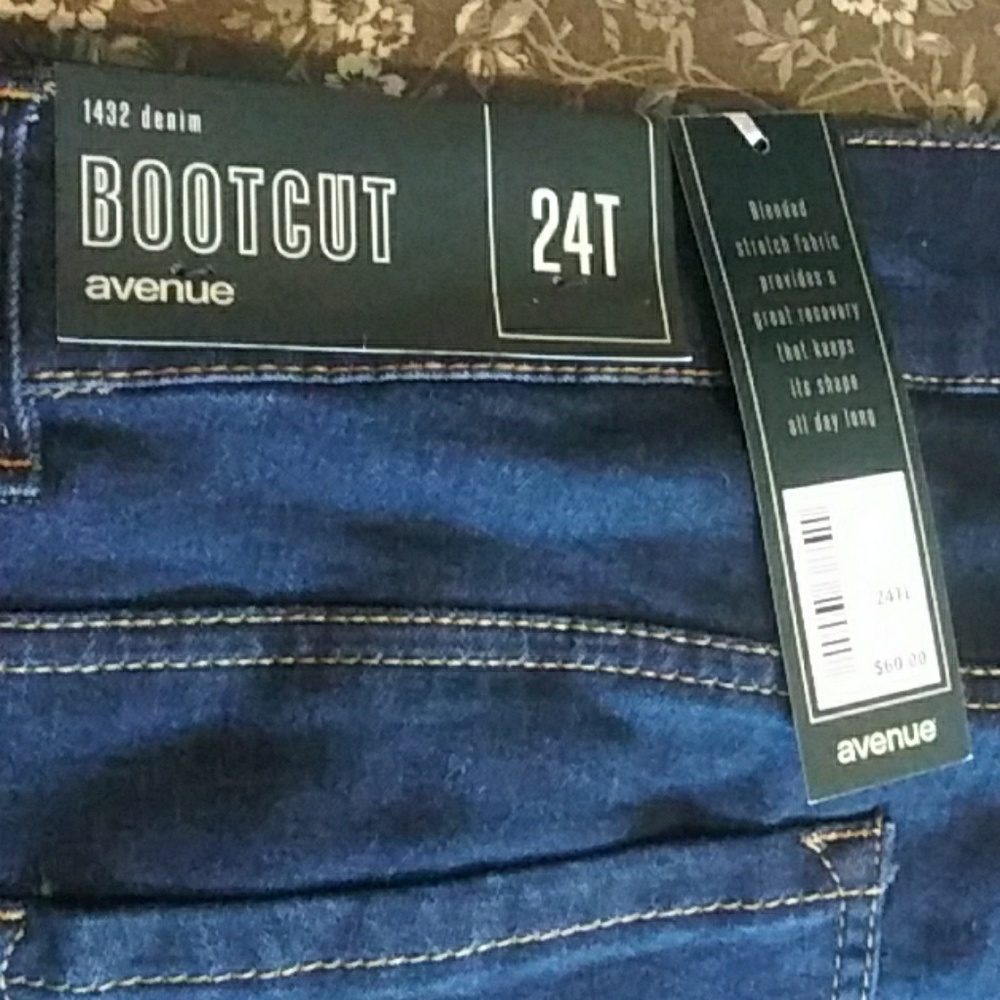 1432 denim
BOOTCUT
avenue
24T
Blended
stretch fabric
provides a
great recovery
that keeps
its shape
all day long
24TL
$60.00
avenue